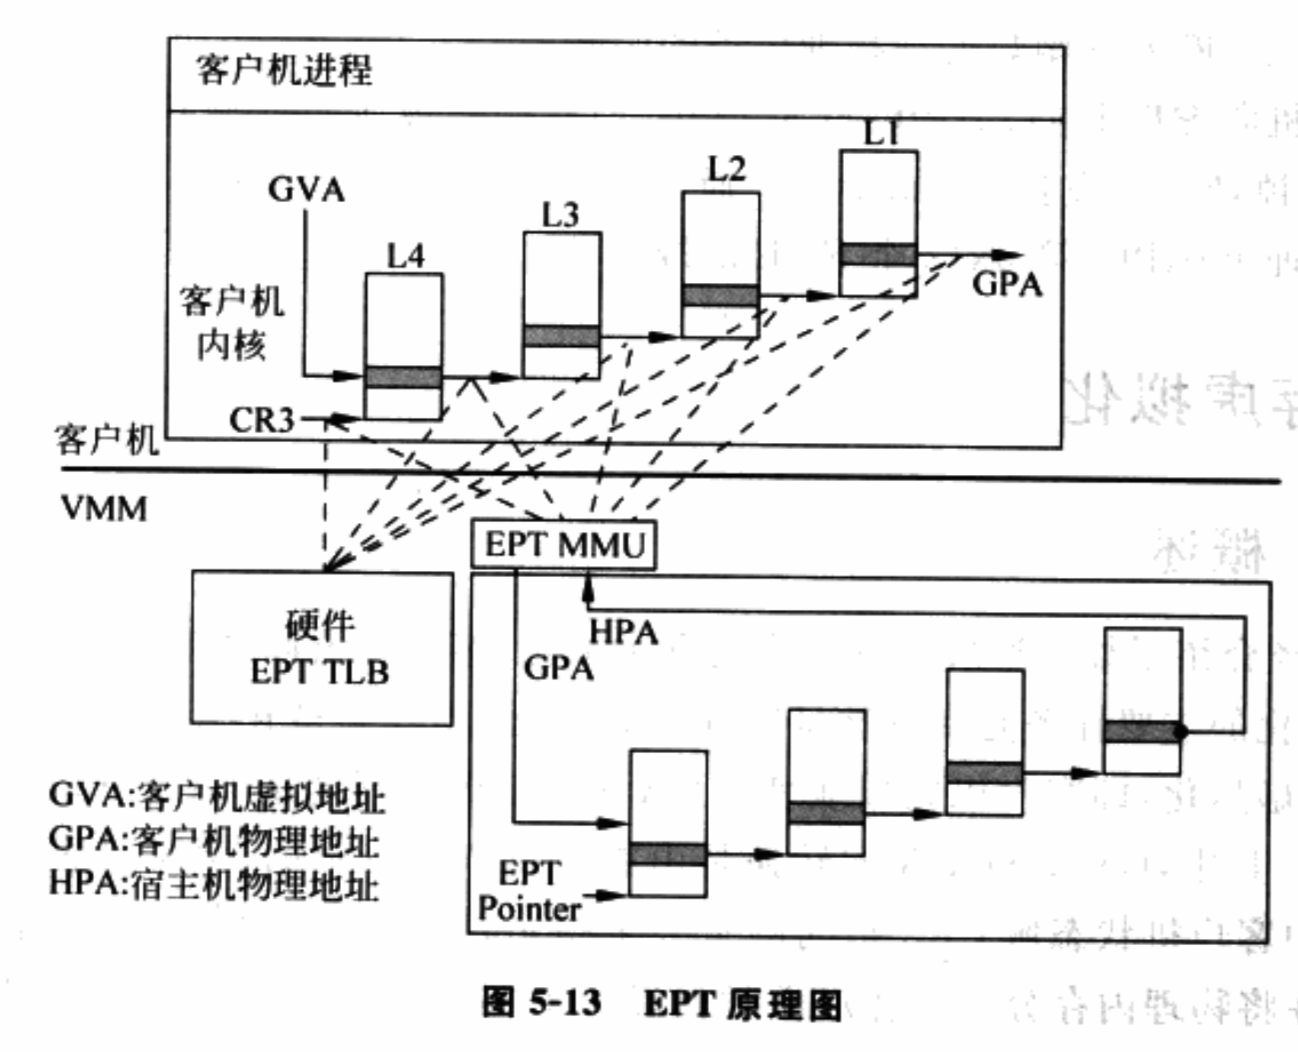 客户机进程
L1
L2
GVA
L3
L4
客户机
内核
GPA
CR3
客户机
VMM
EPT MMU
硬件
EPT TLB
HPA
GPA
GVA:客户机虚拟地址
GPA:客户机物理地址
HPA:宿主机物理地址
EPT
Pointer
图 5-13 EPT 原理图